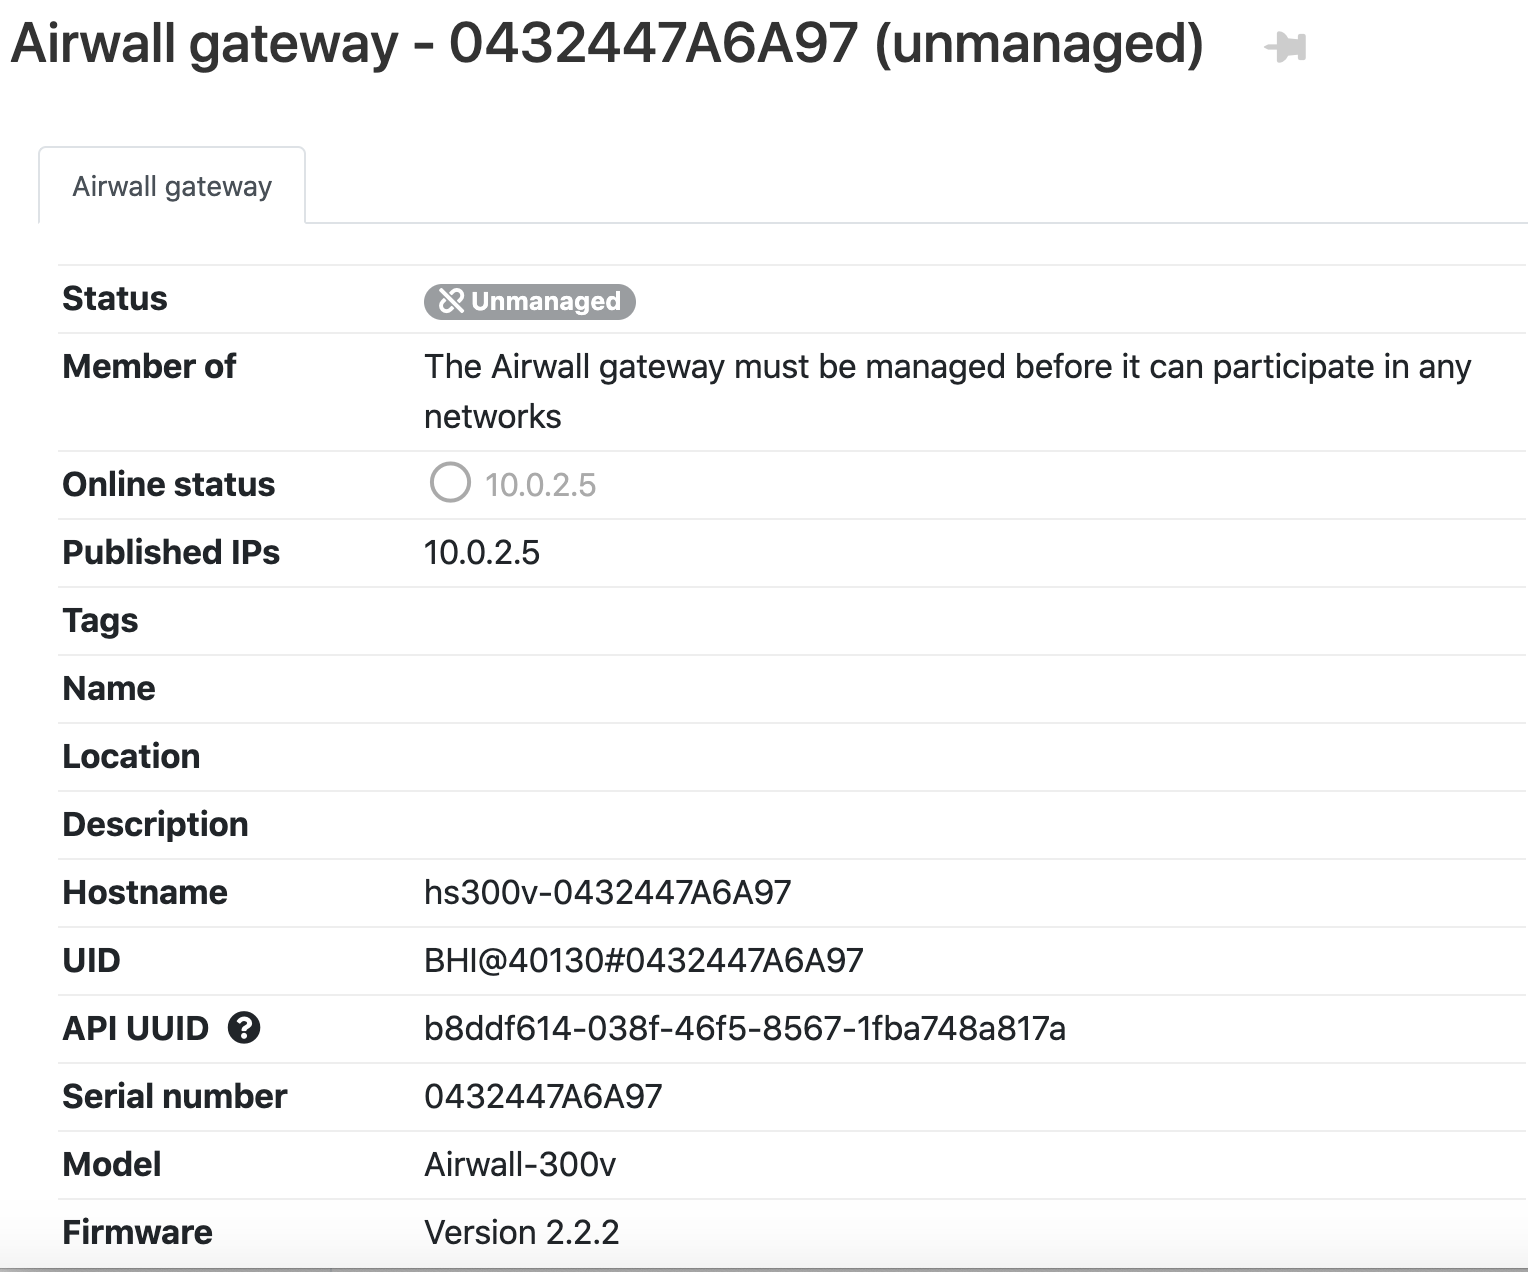 Airwall gateway - 0432447A6A97 (unmanaged)
Airwall gateway
Status Unmanaged
Member of The Airwall gateway must be managed before it can participate in any
networks
Online status 10.0.2.5
Published IPs 10.0.2.5
Tags
Name
Location
Description
Hostname hs300v-0432447A6A97
UID BHI@40130#0432447A6A97
API UUID ? b8ddf614-038f-46f5-8567-1fba748a817a
Serial number 0432447A6A97
Model Airwall-300v
Firmware Version 2.2.2